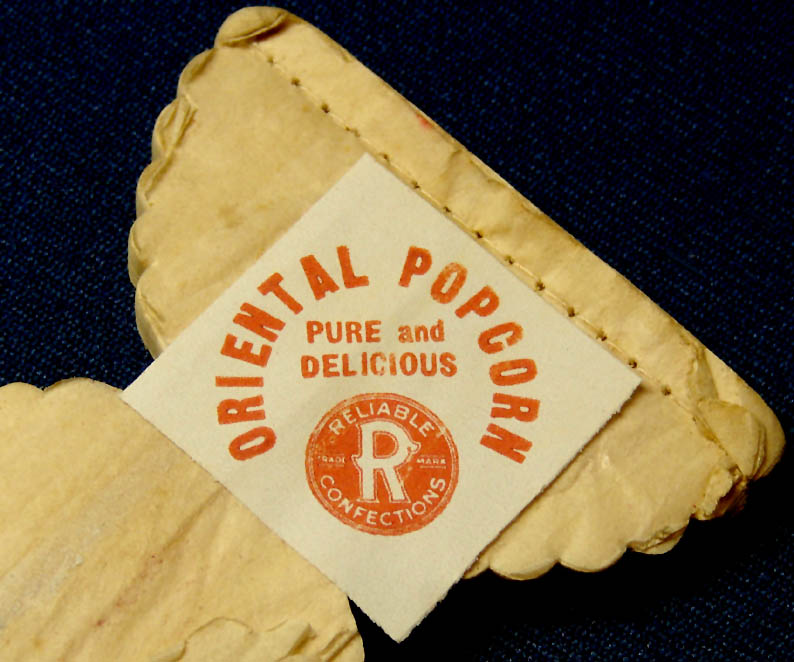 ORIENTAL POPCORN
PURE and
DELICIOUS
RELIABLE
R
TRADE MARK
CONFECTIONS